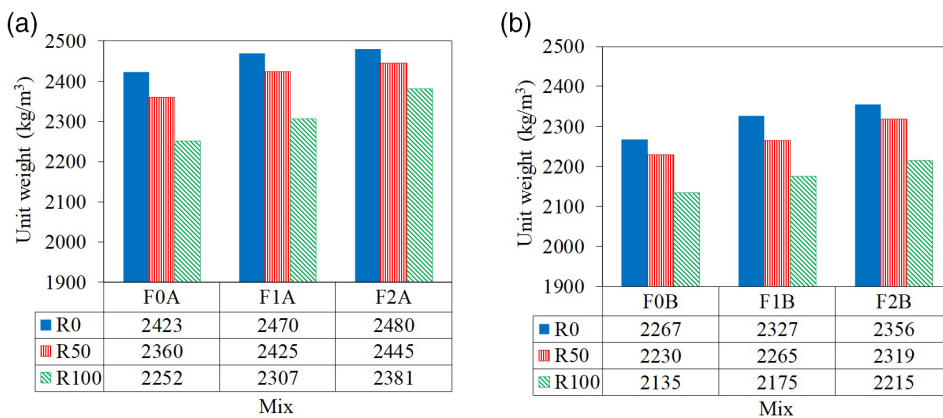 (a)
Unit weight (kg/m³)
2500
2400
2300
2200
2100
2000
1900
F0A F1A F2A
R0 2423 2470 2480
R50 2360 2425 2445
R100 2252 2307 2381
Mix
(b)
Unit weight (kg/m³)
2500
2400
2300
2200
2100
2000
1900
F0B F1B F2B
R0 2267 2327 2356
R50 2230 2265 2319
R100 2135 2175 2215
Mix